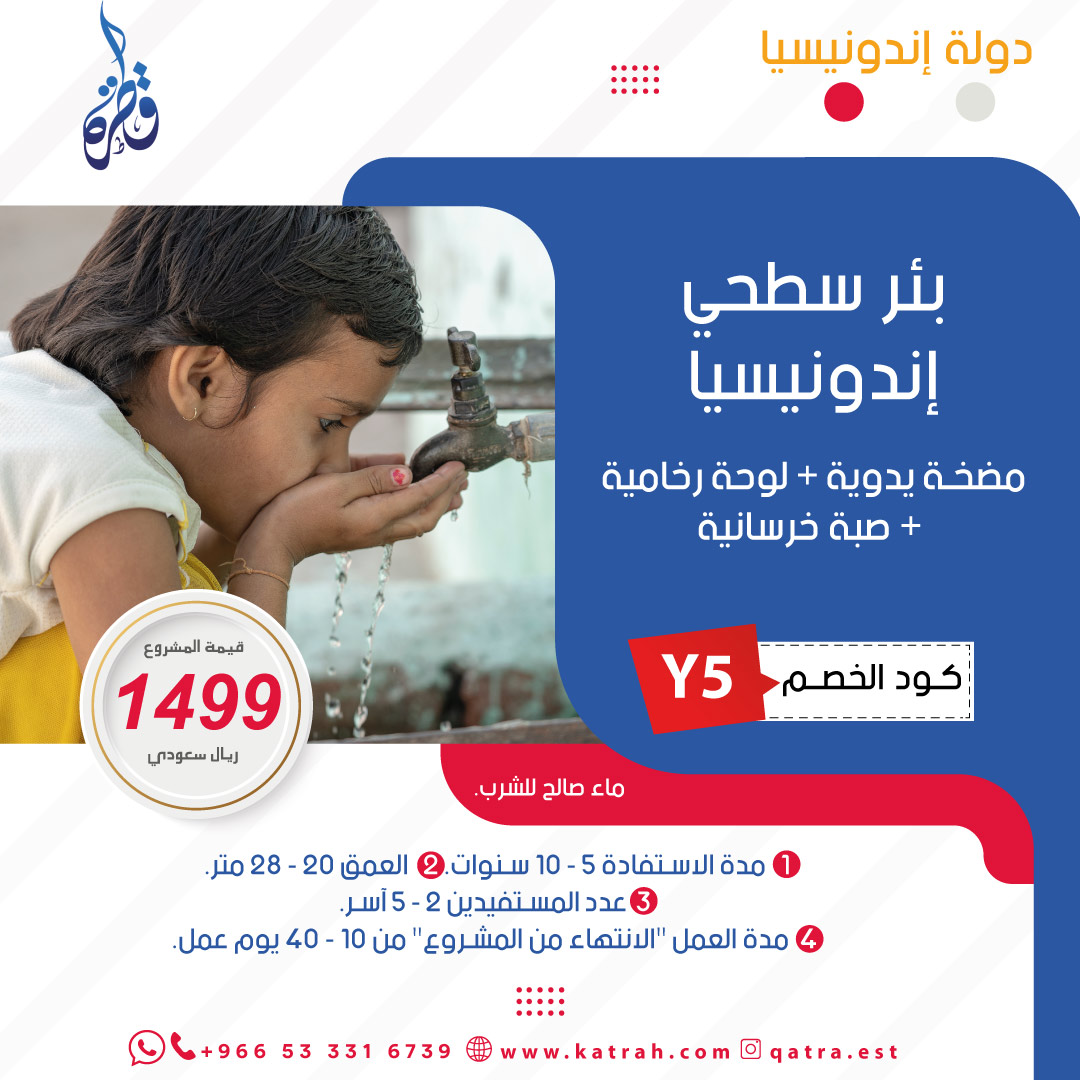 قطرة
دولة إندونيسيا
بئر سطحي
إندونيسيا
مضخة يدوية + لوحة رخامية
+ صبة خرسانية
كود الخصم
Y5
قيمة المشروع
1499
ريال سعودي
ماء صالح للشرب.
1 مدة الاستفادة 5 - 10 سنوات. 2 العمق 20 - 28 متر.
3 عدد المستفيدين 2 - 5 آسر.
4 مدة العمل "الانتهاء من المشروع" من 10 - 40 يوم عمل.
+966 53 331 6739 www.katrah.com qatra.est